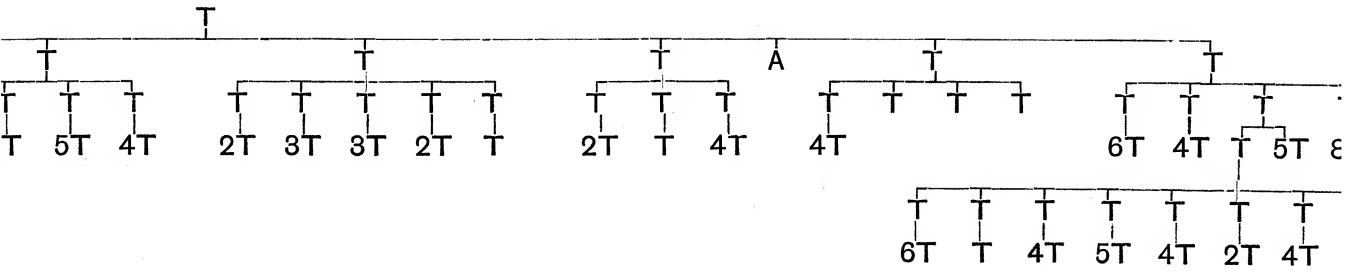 T
T T T A T T
T T T T T T T T T T T T T T T T T T T
T 5T 4T 2T 3T 3T 2T T 2T T 4T 4T 6T 4T T 5T
T T T T T T T
6T T 4T 5T 4T 2T 4T